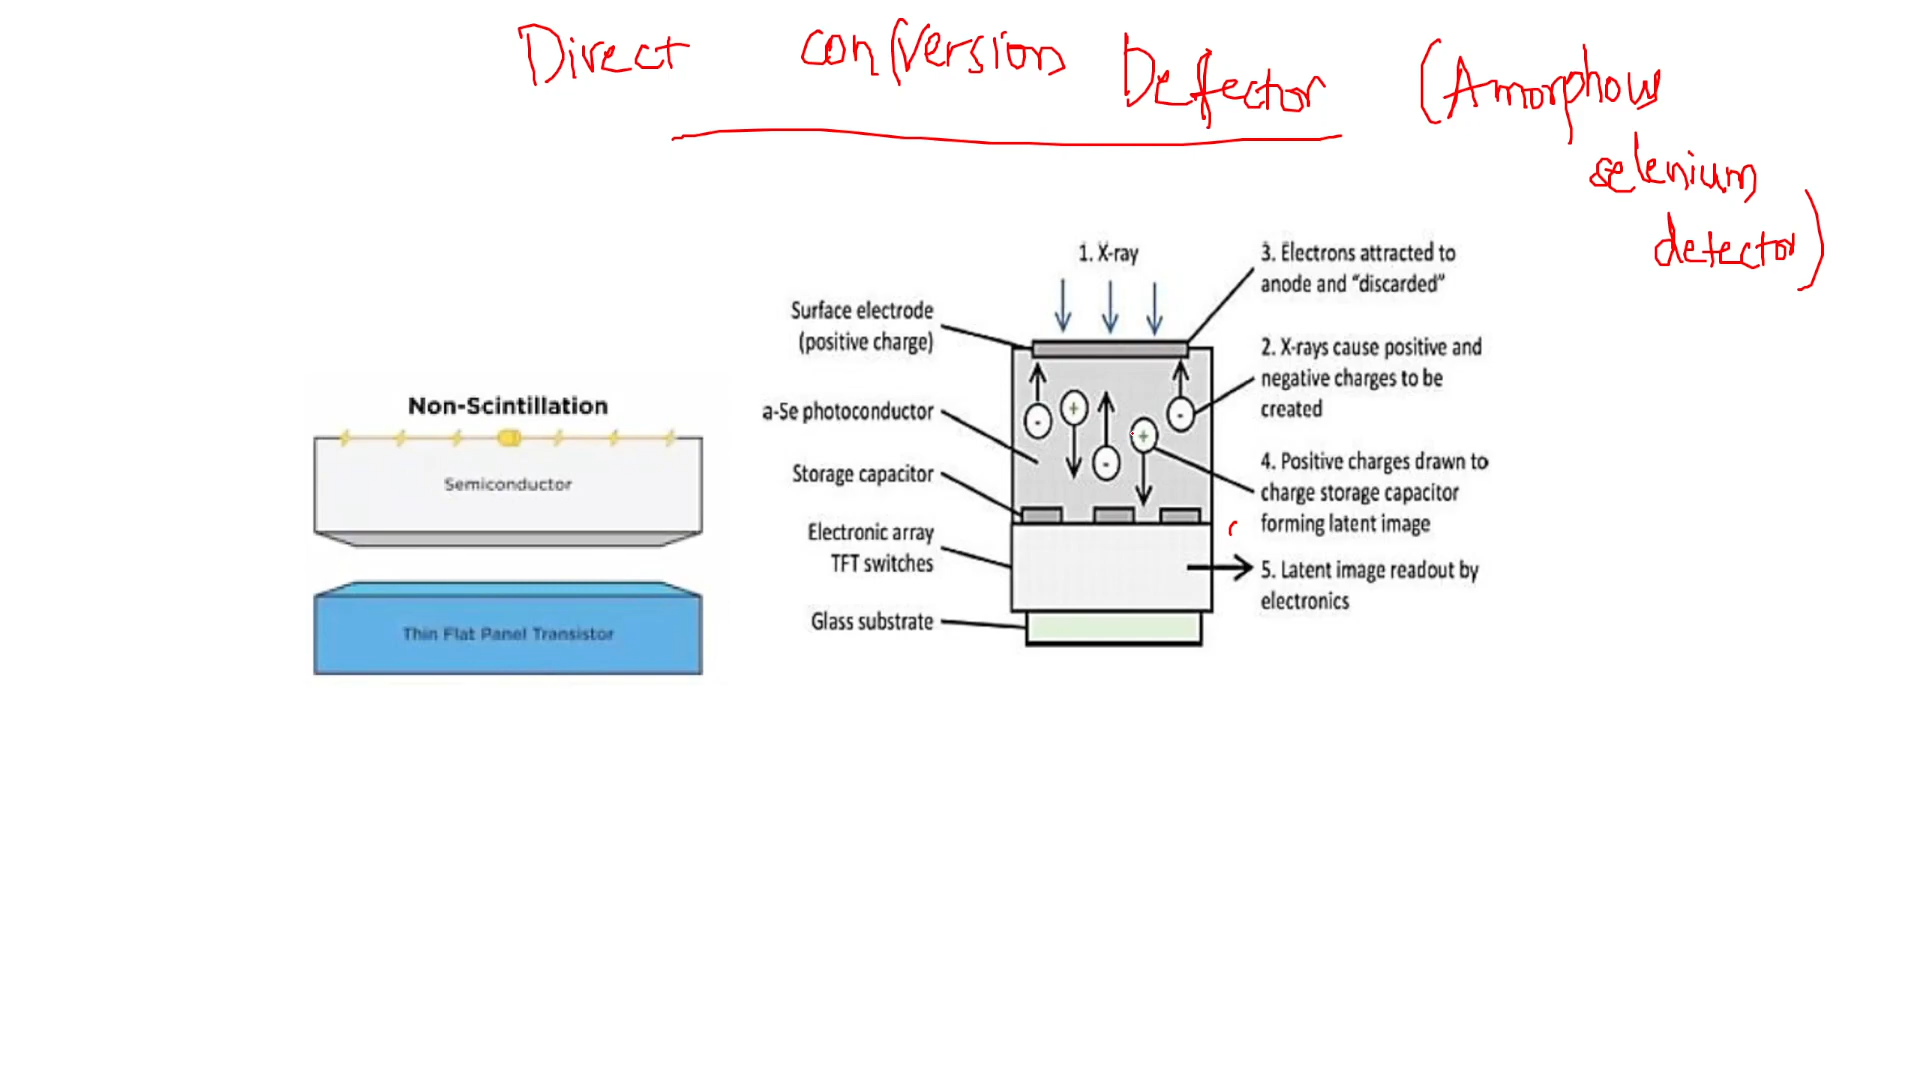 Direct conversion Detector (Amorphous
selenium
detector)
Non-Scintillation
Semiconductor
Thin Flat Panel Transistor
1. X-ray
Surface electrode
(positive charge)
a-Se photoconductor
Storage capacitor
Electronic array
TFT switches
Glass substrate
3. Electrons attracted to
anode and “discarded”
2. X-rays cause positive and
negative charges to be
created
4. Positive charges drawn to
charge storage capacitor
forming latent image
5. Latent image readout by
electronics
- + - + -